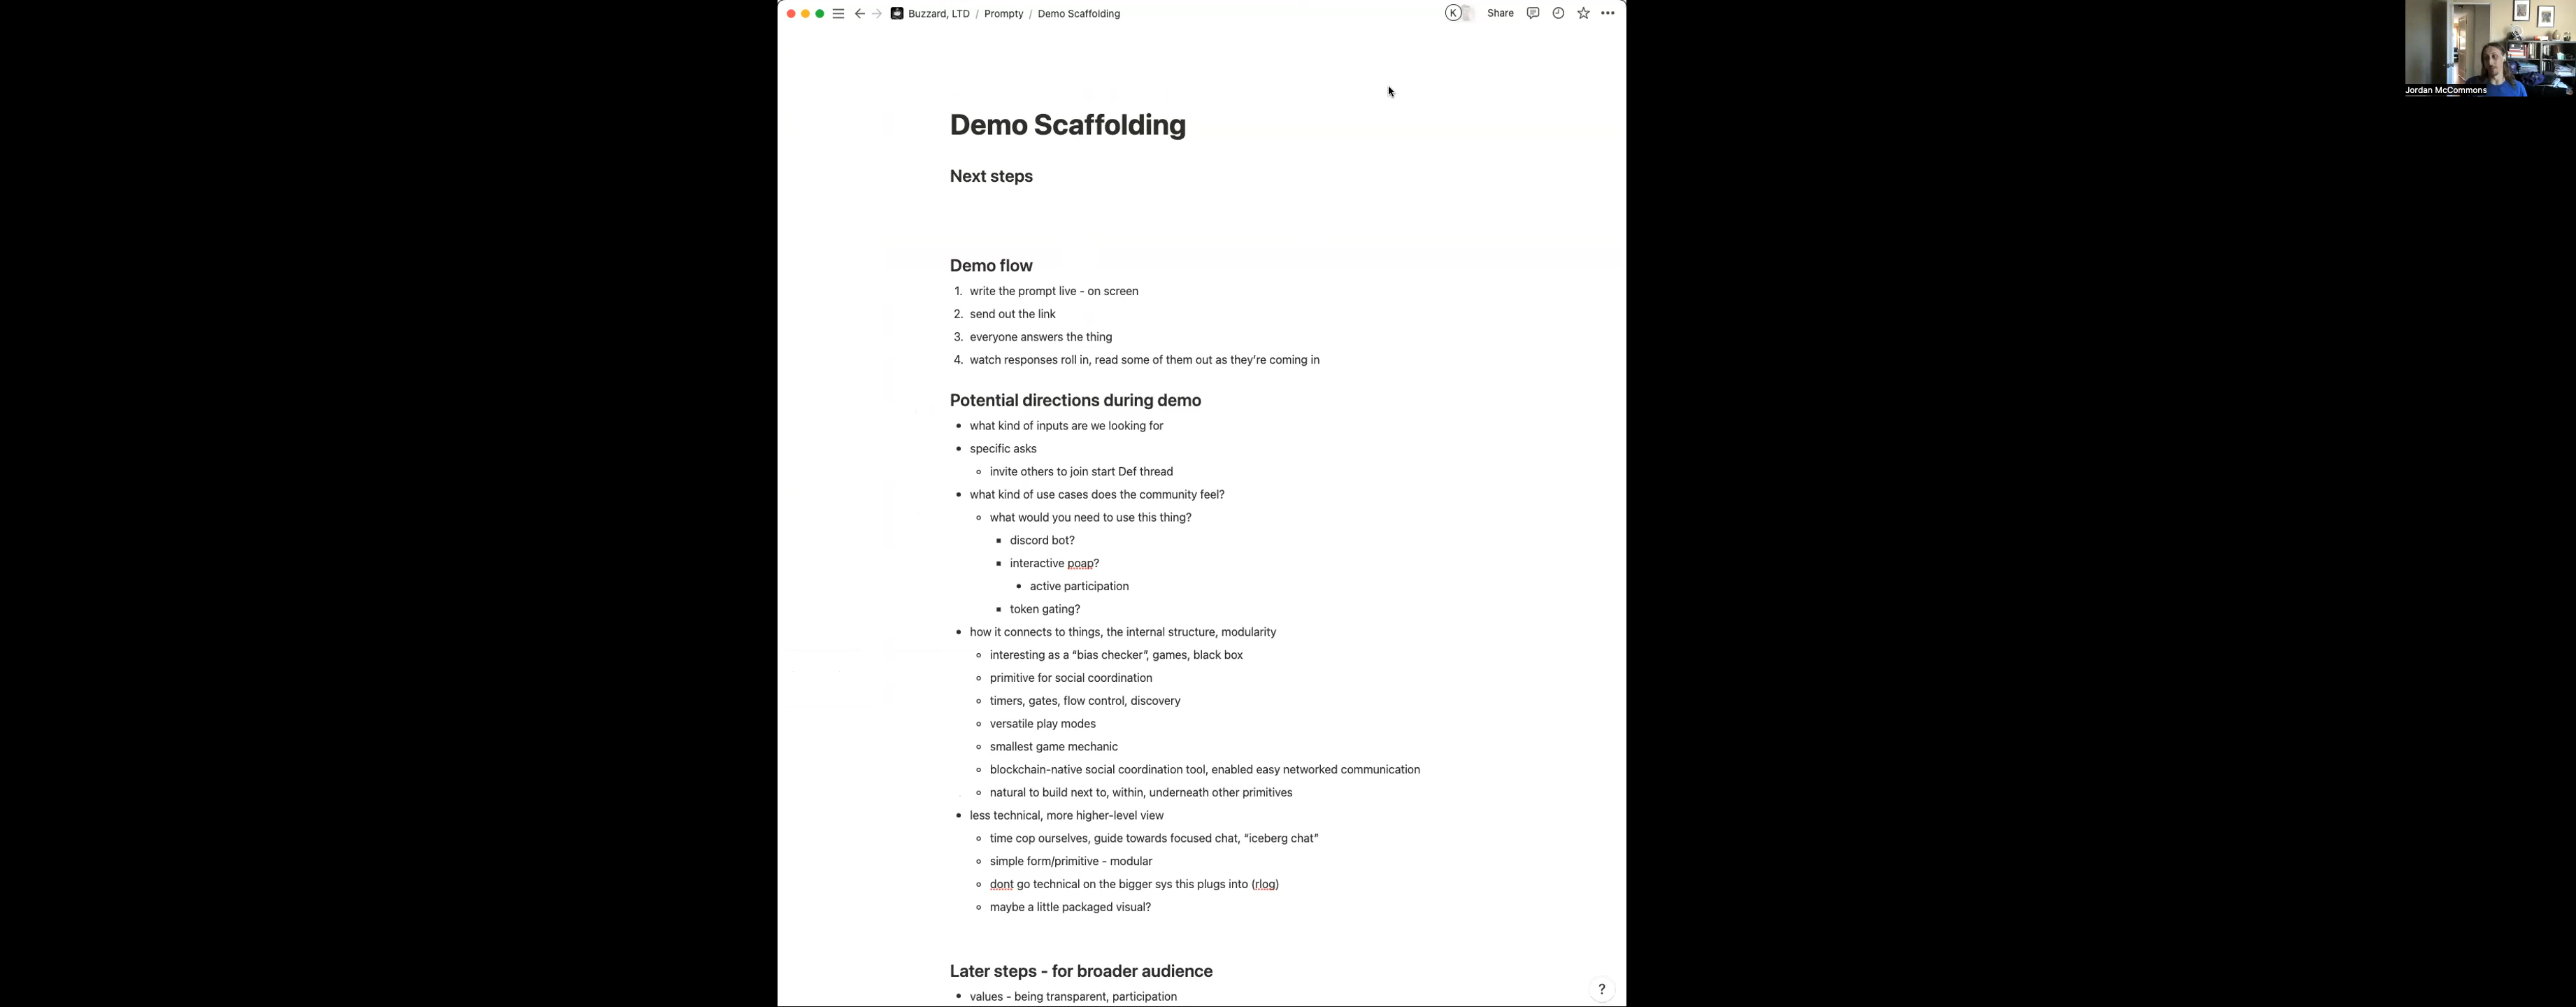 Buzzard, LTD / Prompty / Demo Scaffolding
K
Share
Jordan McCommons
Demo Scaffolding
Next steps
Demo flow
1. write the prompt live - on screen
2. send out the link
3. everyone answers the thing
4. watch responses roll in, read some of them out as they're coming in
Potential directions during demo
• what kind of inputs are we looking for
• specific asks
◦ invite others to join start Def thread
• what kind of use cases does the community feel?
◦ what would you need to use this thing?
▪ discord bot?
▪ interactive poap?
• active participation
▪ token gating?
• how it connects to things, the internal structure, modularity
◦ interesting as a “bias checker”, games, black box
◦ primitive for social coordination
◦ timers, gates, flow control, discovery
◦ versatile play modes
◦ smallest game mechanic
◦ blockchain-native social coordination tool, enabled easy networked communication
◦ natural to build next to, within, underneath other primitives
• less technical, more higher-level view
◦ time cop ourselves, guide towards focused chat, “iceberg chat”
◦ simple form/primitive - modular
◦ dont go technical on the bigger sys this plugs into (rlog)
◦ maybe a little packaged visual?
Later steps - for broader audience
• values - being transparent, participation
?